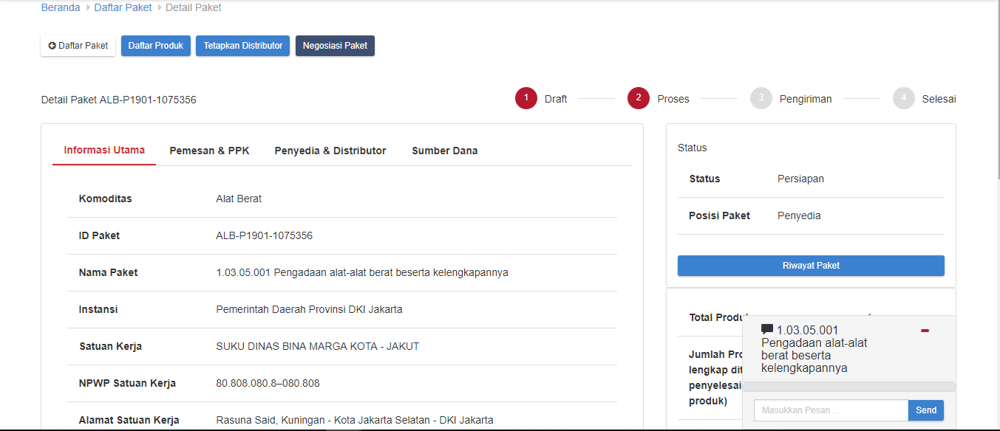 Beranda Daftar Paket Detail Paket
Daftar Paket Daftar Produk Tetapkan Distributor Negosiasi Paket
Detail Paket ALB-P1901-1075356
1 Draft 2 Proses 3 Pengiriman 4 Selesai
Informasi Utama Pemesan & PPK Penyedia & Distributor Sumber Dana
Komoditas Alat Berat
ID Paket ALB-P1901-1075356
Nama Paket 1.03.05.001 Pengadaan alat-alat berat beserta kelengkapannya
Instansi Pemerintah Daerah Provinsi DKI Jakarta
Satuan Kerja SUKU DINAS BINA MARGA KOTA - JAKUT
NPWP Satuan Kerja 80.808.080.8–080.808
Alamat Satuan Kerja Rasuna Said, Kuningan - Kota Jakarta Selatan - DKI Jakarta
Status
Status Persiapan
Posisi Paket Penyedia
Riwayat Paket
Total Produ
Jumlah Pro
lengkap dit
penyelesai
produk)
1.03.05.001
Pengadaan alat-alat
berat beserta
kelengkapannya
Masukkan Pesan ... Send